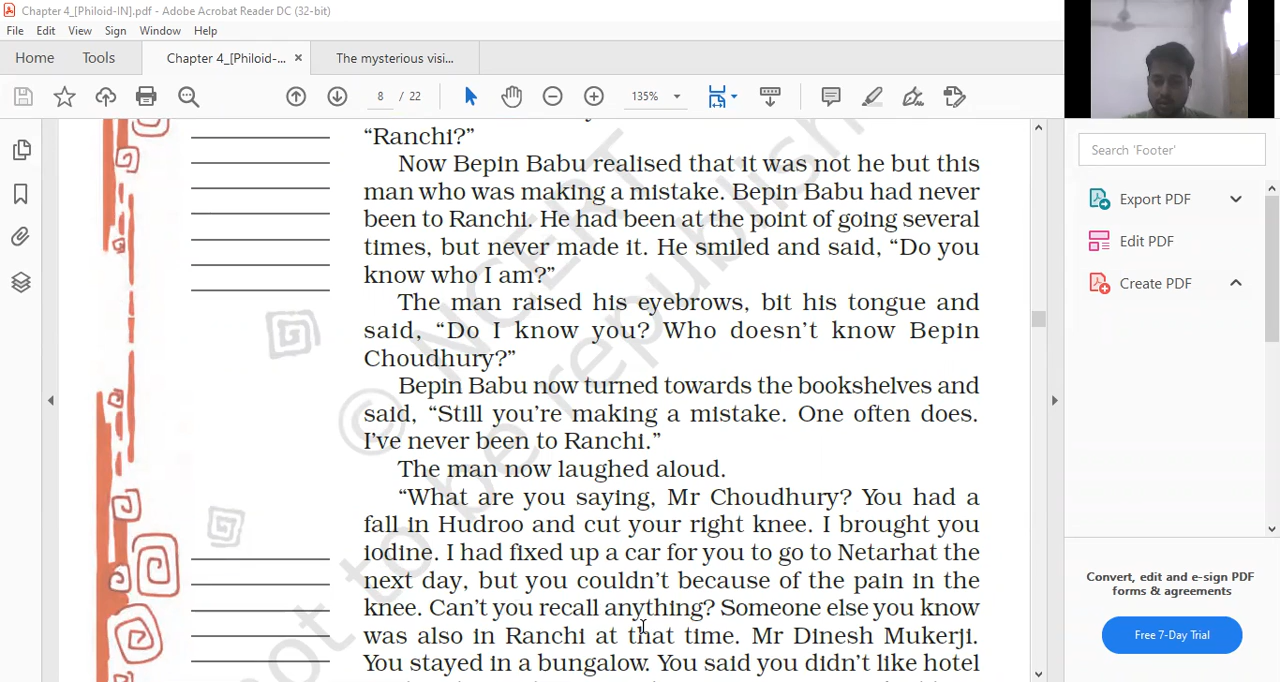 Chapter 4_[Philoid-IN].pdf - Adobe Acrobat Reader DC (32-bit)
File Edit View Sign Window Help
Home Tools Chapter 4_[Philoid-... × The mysterious visi...
8 / 22 135%
Search 'Footer'
Export PDF
Edit PDF
Create PDF
“Ranchi?”
Now Bepin Babu realised that it was not he but this
man who was making a mistake. Bepin Babu had never
been to Ranchi. He had been at the point of going several
times, but never made it. He smiled and said, “Do you
know who I am?”
The man raised his eyebrows, bit his tongue and
said, “Do I know you? Who doesn’t know Bepin
Choudhury?”
Bepin Babu now turned towards the bookshelves and
said, “Still you’re making a mistake. One often does.
I’ve never been to Ranchi.”
The man now laughed aloud.
“What are you saying, Mr Choudhury? You had a
fall in Hudroo and cut your right knee. I brought you
iodine. I had fixed up a car for you to go to Netarhat the
next day, but you couldn’t because of the pain in the
knee. Can’t you recall anything? Someone else you know
was also in Ranchi at that time. Mr Dinesh Mukerji.
You stayed in a bungalow. You said you didn’t like hotel
© NCERT
not to be republished
Convert, edit and e-sign PDF
forms & agreements
Free 7-Day Trial